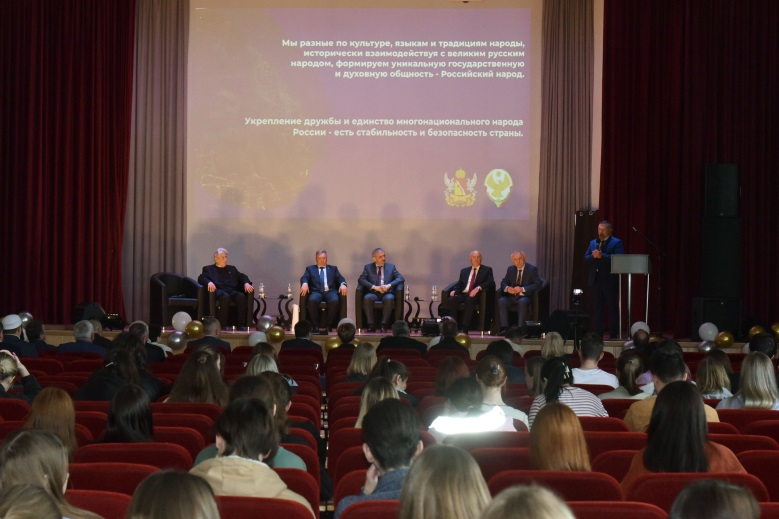 Мы разные по культуре, языкам и традициям народы,
исторически взаимодействуя с великим русским
народом, формируем уникальную государственную
и духовную общность - Российский народ.
Укрепление дружбы и единство многонационального народа
России - есть стабильность и безопасность страны.